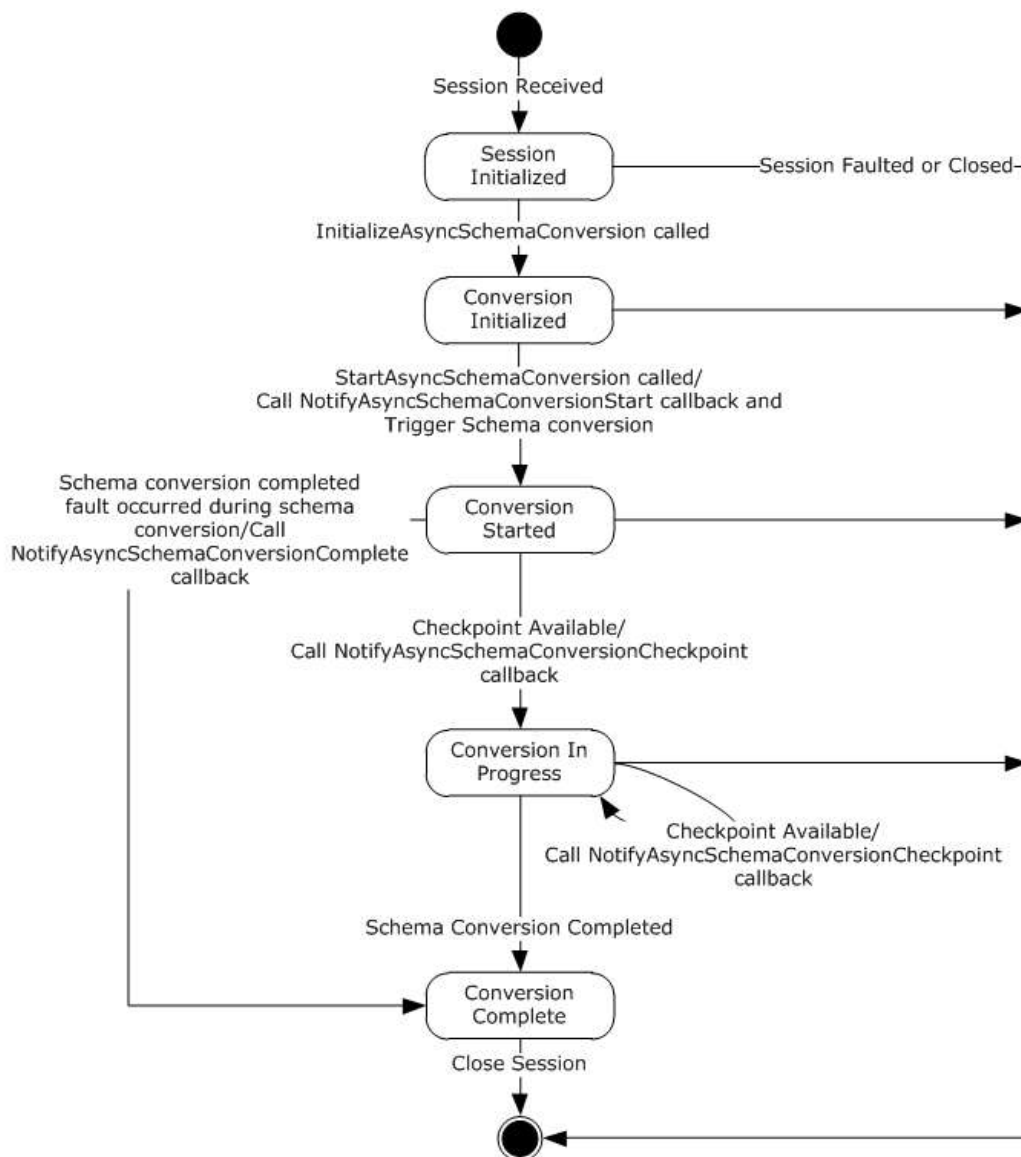 Session Received
Session
Initialized
Session Faulted or Closed
InitializeAsyncSchemaConversion called
Conversion
Initialized
StartAsyncSchemaConversion called/
Call NotifyAsyncSchemaConversionStart callback and
Trigger Schema conversion
Schema conversion completed
fault occurred during schema
conversion/Call
NotifyAsyncSchemaConversionComplete
callback
Conversion
Started
Checkpoint Available/
Call NotifyAsyncSchemaConversionCheckpoint
callback
Conversion In
Progress
Checkpoint Available/
Call NotifyAsyncSchemaConversionCheckpoint
callback
Schema Conversion Completed
Conversion
Complete
Close Session